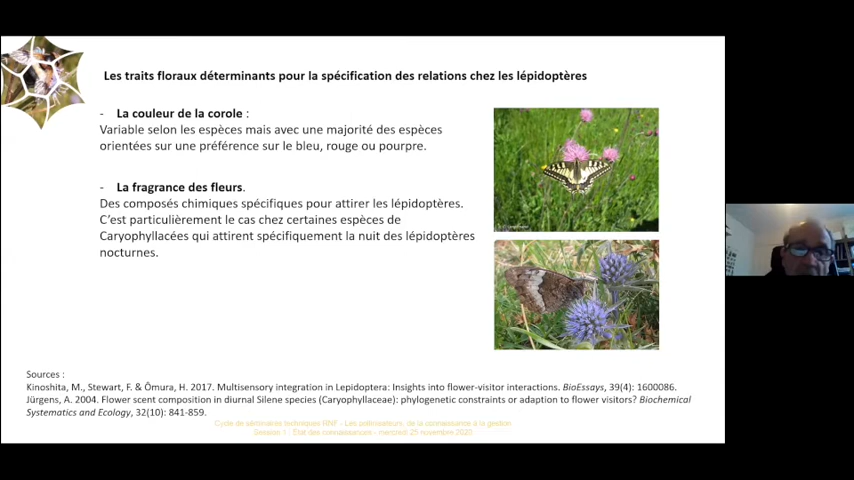 Les traits floraux déterminants pour la spécification des relations chez les lépidoptères
- La couleur de la corole :
Variable selon les espèces mais avec une majorité des espèces
orientées sur une préférence sur le bleu, rouge ou pourpre.
- La fragrance des fleurs.
Des composés chimiques spécifiques pour attirer les lépidoptères.
C'est particulièrement le cas chez certaines espèces de
Caryophyllacées qui attirent spécifiquement la nuit des lépidoptères
nocturnes.
Sources :
Kinoshita, M., Stewart, F. & Ômura, H. 2017. Multisensory integration in Lepidoptera: Insights into flower-visitor interactions. BioEssays, 39(4): 1600086.
Jürgens, A. 2004. Flower scent composition in diurnal Silene species (Caryophyllaceae): phylogenetic constraints or adaption to flower visitors? Biochemical
Systematics and Ecology, 32(10): 841-859.
Cycle de séminaires techniques RNF - Les pollinisateurs, de la connaissance à la gestion
Session 1 : Etat des connaissances - mercredi 25 novembre